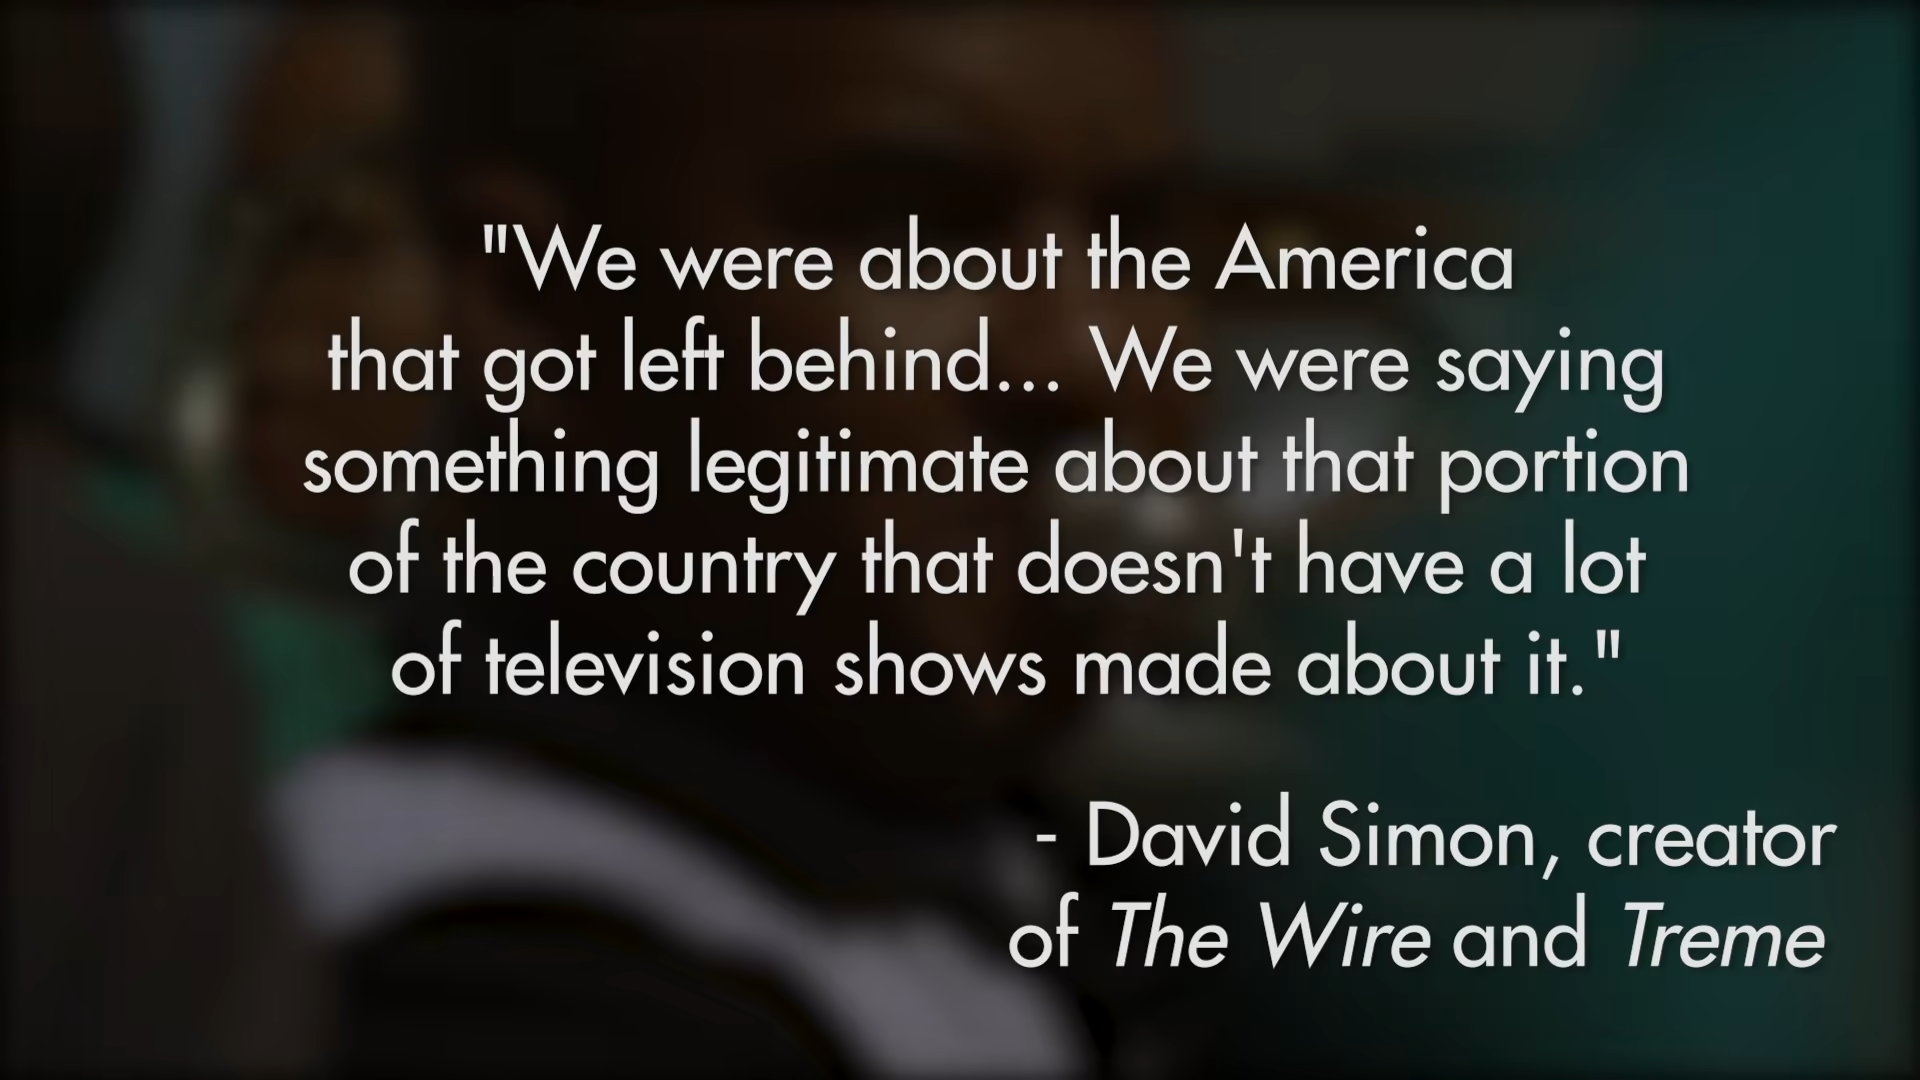 "We were about the America
that got left behind... We were saying
something legitimate about that portion
of the country that doesn't have a lot
of television shows made about it."
- David Simon, creator
of The Wire and Treme